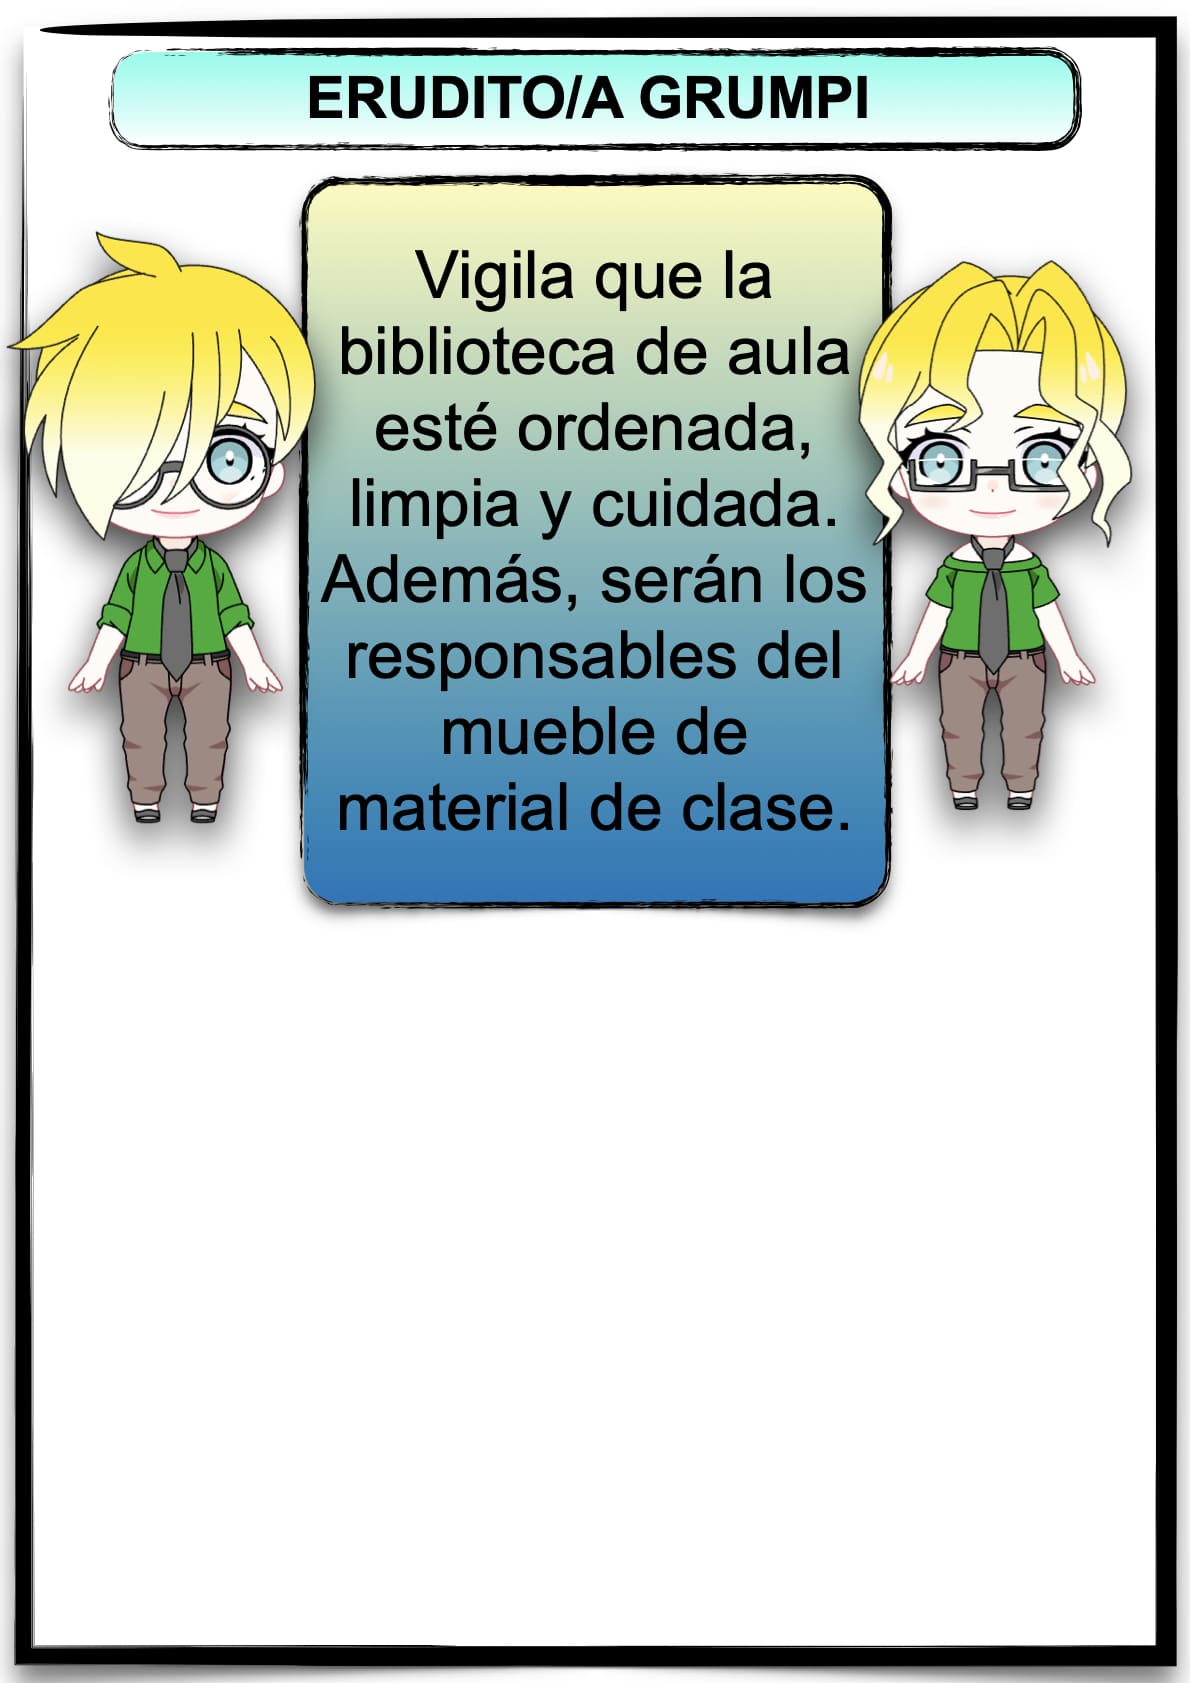 ERUDITO/A GRUMPI
Vigila que la
biblioteca de aula
esté ordenada,
limpia y cuidada.
Además, serán los
responsables del
mueble de
material de clase.